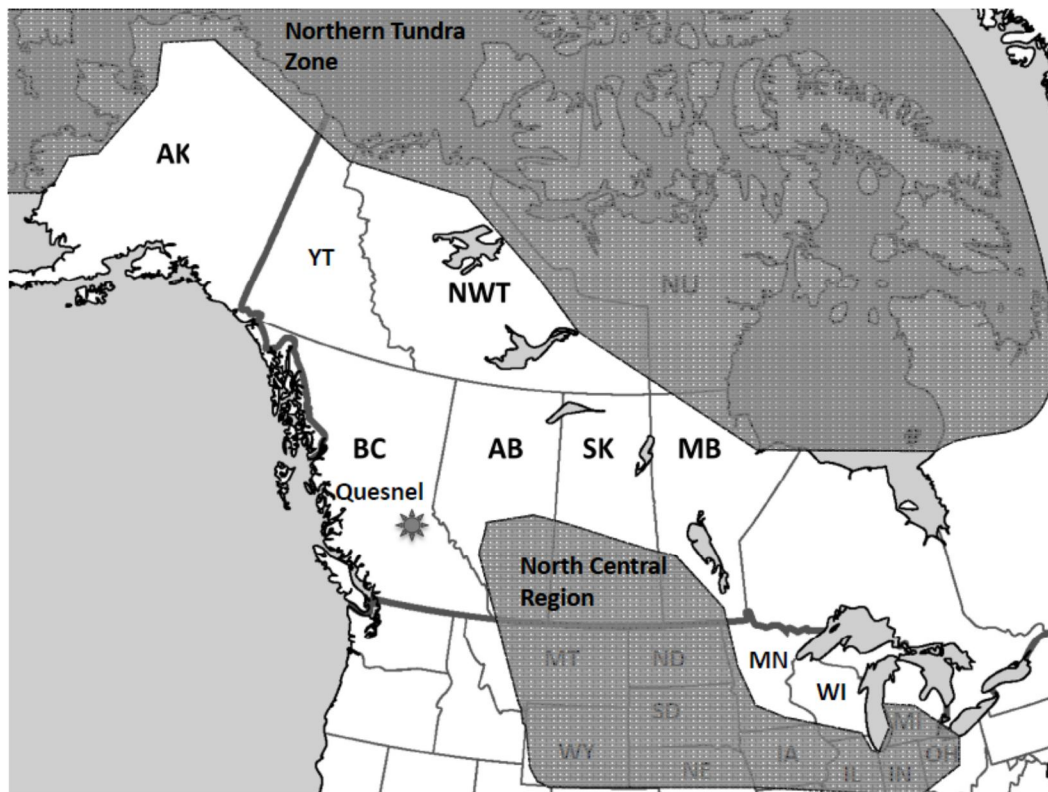 Northern Tundra
Zone
AK
YT
NWT
NU
BC
AB
SK
MB
Quesnel
North Central
Region
MT
ND
MN
WI
SD
MI
WY
NE
IA
IL
IN
OH